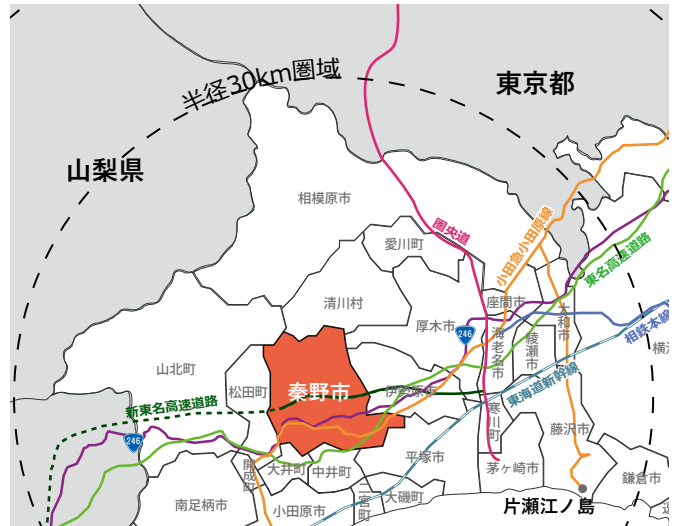 半径30km圏域
東京都
山梨県
相模原市
圏央道
小田急小田原線
愛川町
東名高速道路
清川村
座間市
厚木市
246
海老名市
大和市
綾瀬市
相鉄本線
横浜
山北町
松田町
秦野市
伊勢原市
東海道新幹線
新東名高速道路
寒川町
246
藤沢市
開成町
大井町
中井町
平塚市
茅ヶ崎市
鎌倉市
南足柄市
小田原市
二宮町
大磯町
片瀬江ノ島